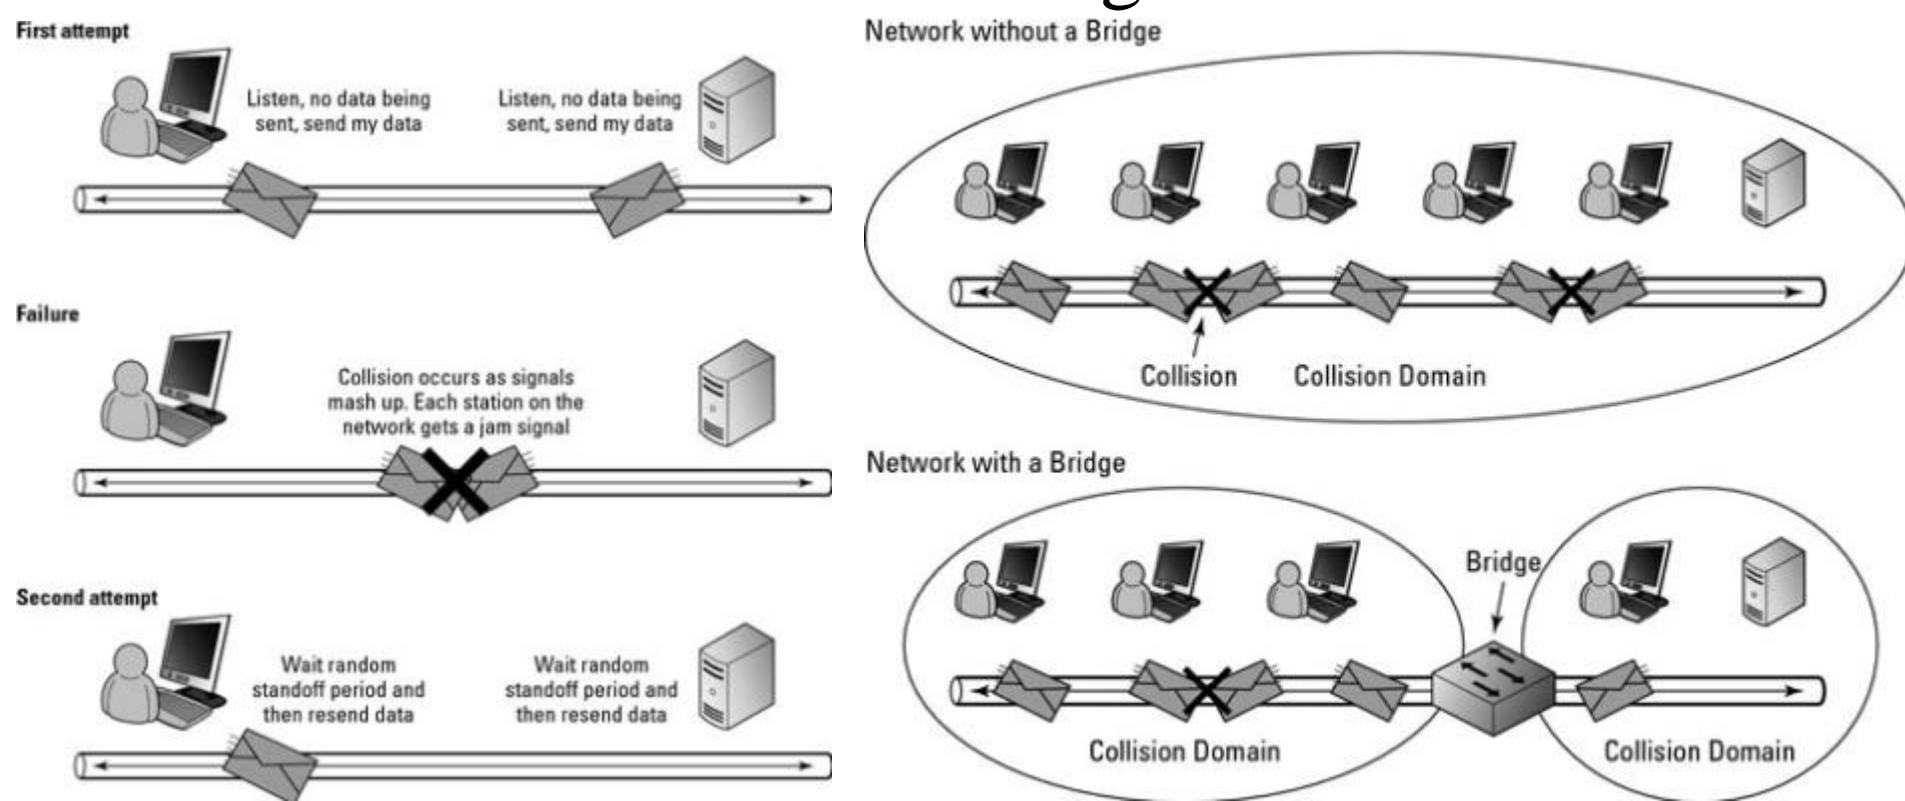 First attempt
Listen, no data being
sent, send my data
Listen, no data being
sent, send my data
Failure
Collision occurs as signals
mash up. Each station on the
network gets a jam signal
Second attempt
Wait random
standoff period and
then resend data
Wait random
standoff period and
then resend data
Network without a Bridge
Collision
Collision Domain
Network with a Bridge
Bridge
Collision Domain
Collision Domain